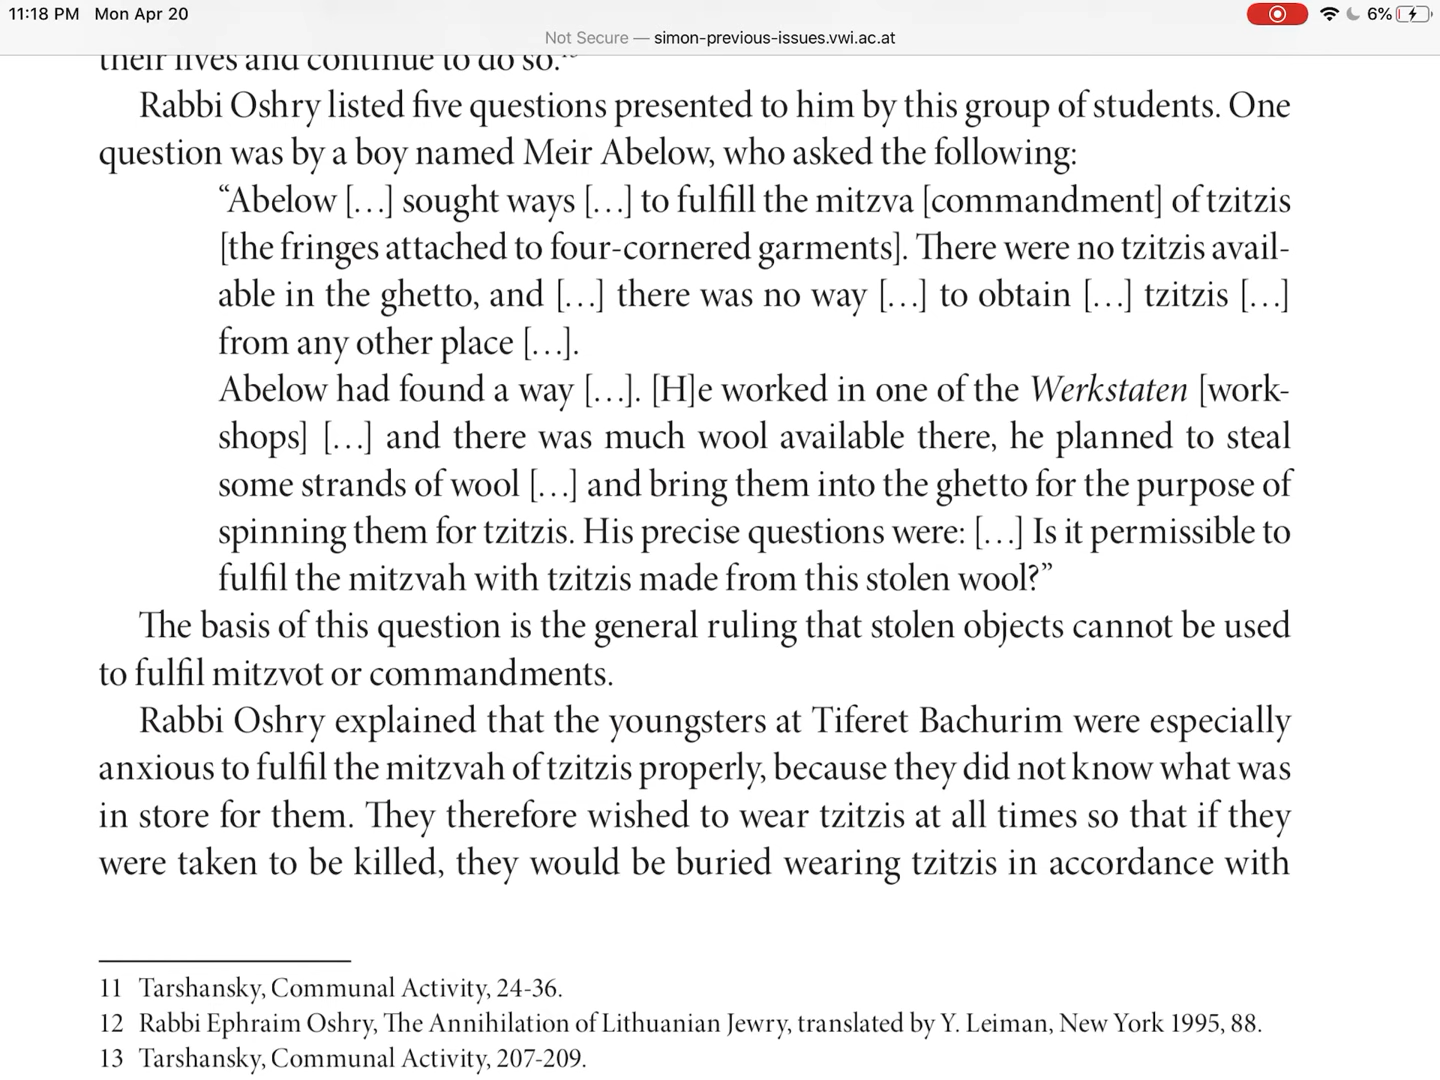 11:18 PM Mon Apr 20 6%
Not Secure — simon-previous-issues.vwi.ac.at
their lives and continue to do so.
Rabbi Oshry listed five questions presented to him by this group of students. One
question was by a boy named Meir Abelow, who asked the following:
“Abelow […] sought ways […] to fulfill the mitzva [commandment] of tzitzis
[the fringes attached to four-cornered garments]. There were no tzitzis avail-
able in the ghetto, and […] there was no way […] to obtain […] tzitzis […]
from any other place […].
Abelow had found a way […]. [H]e worked in one of the Werkstaten [work-
shops] […] and there was much wool available there, he planned to steal
some strands of wool […] and bring them into the ghetto for the purpose of
spinning them for tzitzis. His precise questions were: […] Is it permissible to
fulfil the mitzvah with tzitzis made from this stolen wool?”
The basis of this question is the general ruling that stolen objects cannot be used
to fulfil mitzvot or commandments.
Rabbi Oshry explained that the youngsters at Tiferet Bachurim were especially
anxious to fulfil the mitzvah of tzitzis properly, because they did not know what was
in store for them. They therefore wished to wear tzitzis at all times so that if they
were taken to be killed, they would be buried wearing tzitzis in accordance with
11 Tarshansky, Communal Activity, 24-36.
12 Rabbi Ephraim Oshry, The Annihilation of Lithuanian Jewry, translated by Y. Leiman, New York 1995, 88.
13 Tarshansky, Communal Activity, 207-209.